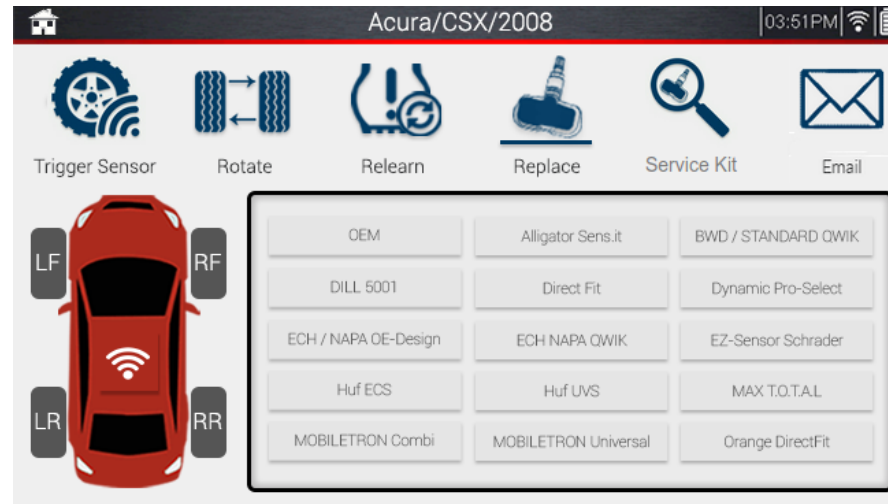 Acura/CSX/2008 03:51PM
Trigger Sensor Rotate Relearn Replace Service Kit Email
LF RF
LR RR
OEM Alligator Sens.it BWD / STANDARD QWIK
DILL 5001 Direct Fit Dynamic Pro-Select
ECH / NAPA OE-Design ECH NAPA QWIK EZ-Sensor Schrader
Huf ECS Huf UVS MAX T.O.T.A.L
MOBILETRON Combi MOBILETRON Universal Orange DirectFit